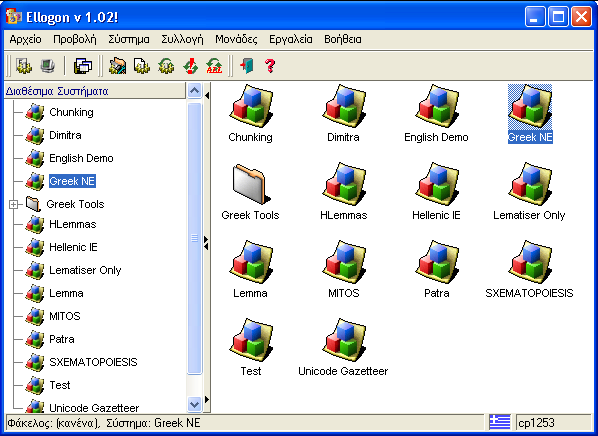 Ellogon v 1.02!
Αρχείο Προβολή Σύστημα Συλλογή Μονάδες Εργαλεία Βοήθεια
ALL
Διαθέσιμα Συστήματα
Chunking
Dimitra
English Demo
Greek NE
Greek Tools
HLemmas
Hellenic IE
Lematiser Only
Lemma
MITOS
Patra
SXEMATOPOIESIS
Test
Unicode Gazetteer
Chunking Dimitra English Demo Greek NE
Greek Tools HLemmas Hellenic IE Lematiser Only
Lemma MITOS Patra SXEMATOPOIESIS
Test Unicode Gazetteer
Φάκελος: (κανένα), Σύστημα: Greek NE cp1253